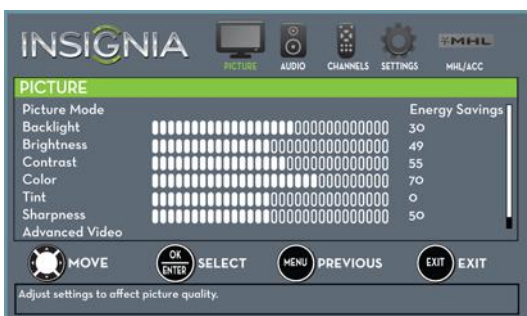 INSIGNIA
PICTURE AUDIO CHANNELS SETTINGS MHL MHL/ACC
PICTURE
Picture Mode Energy Savings
Backlight 30
Brightness 49
Contrast 55
Color 70
Tint 0
Sharpness 50
Advanced Video
MOVE OK ENTER SELECT MENU PREVIOUS EXIT EXIT
Adjust settings to affect picture quality.